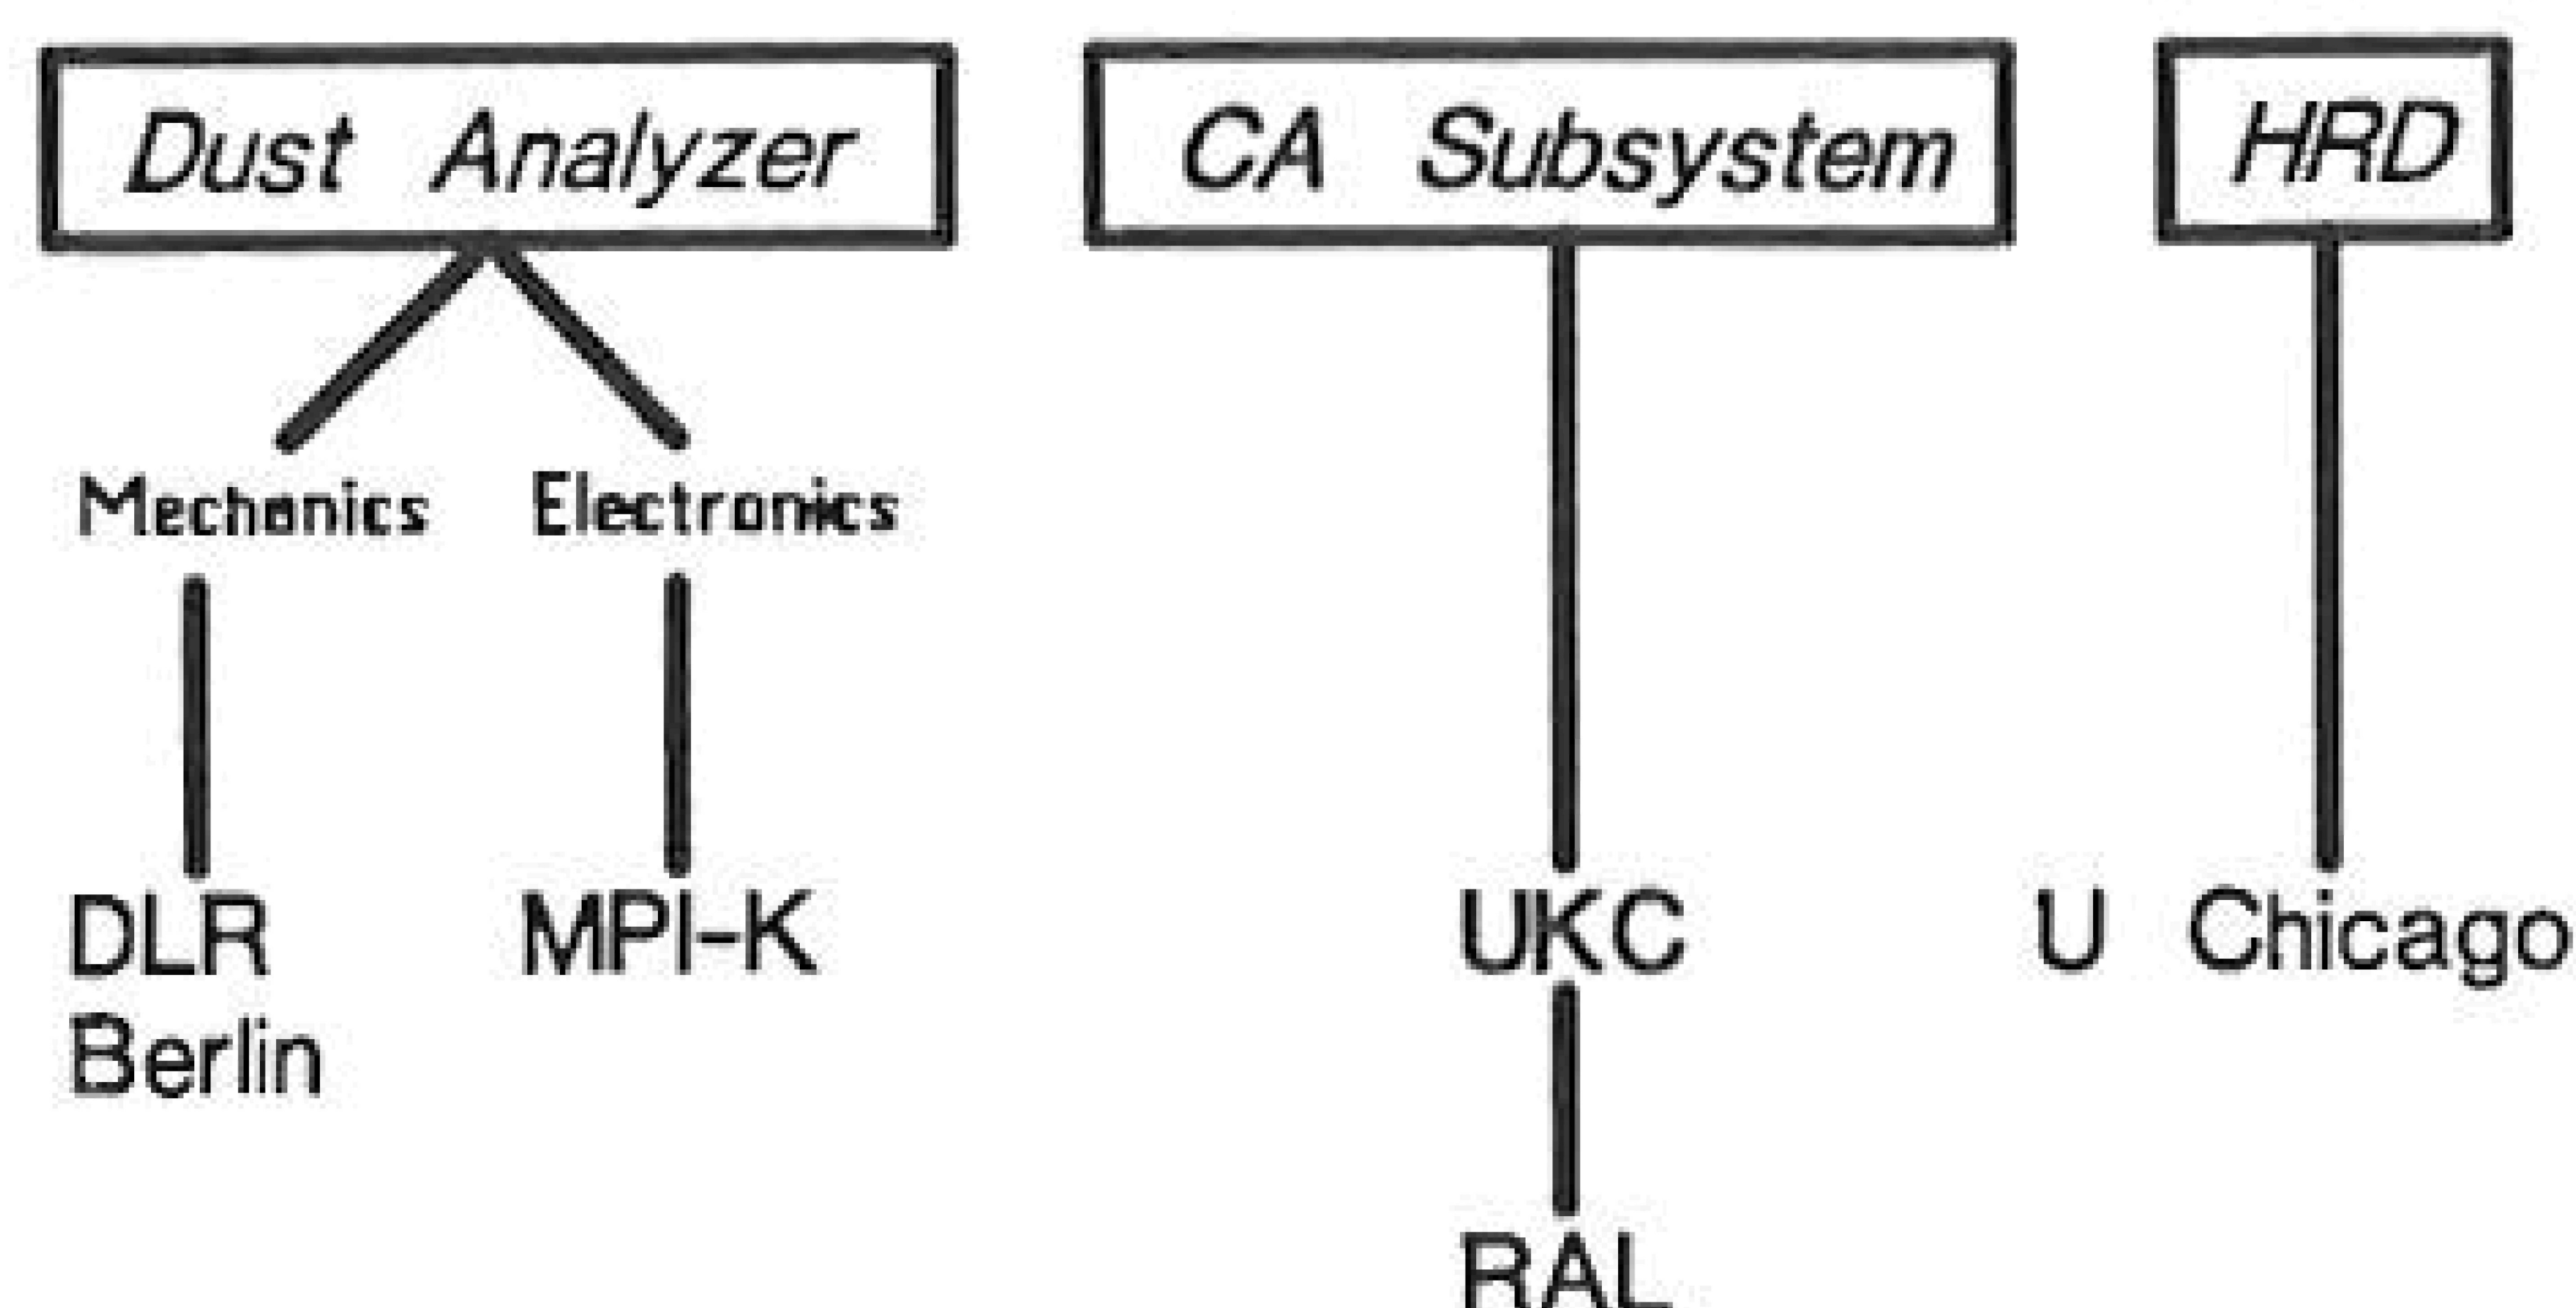 Dust Analyzer
CA Subsystem
HRD
Mechanics
Electronics
DLR
Berlin
MPI-K
UKC
U Chicago
RAL